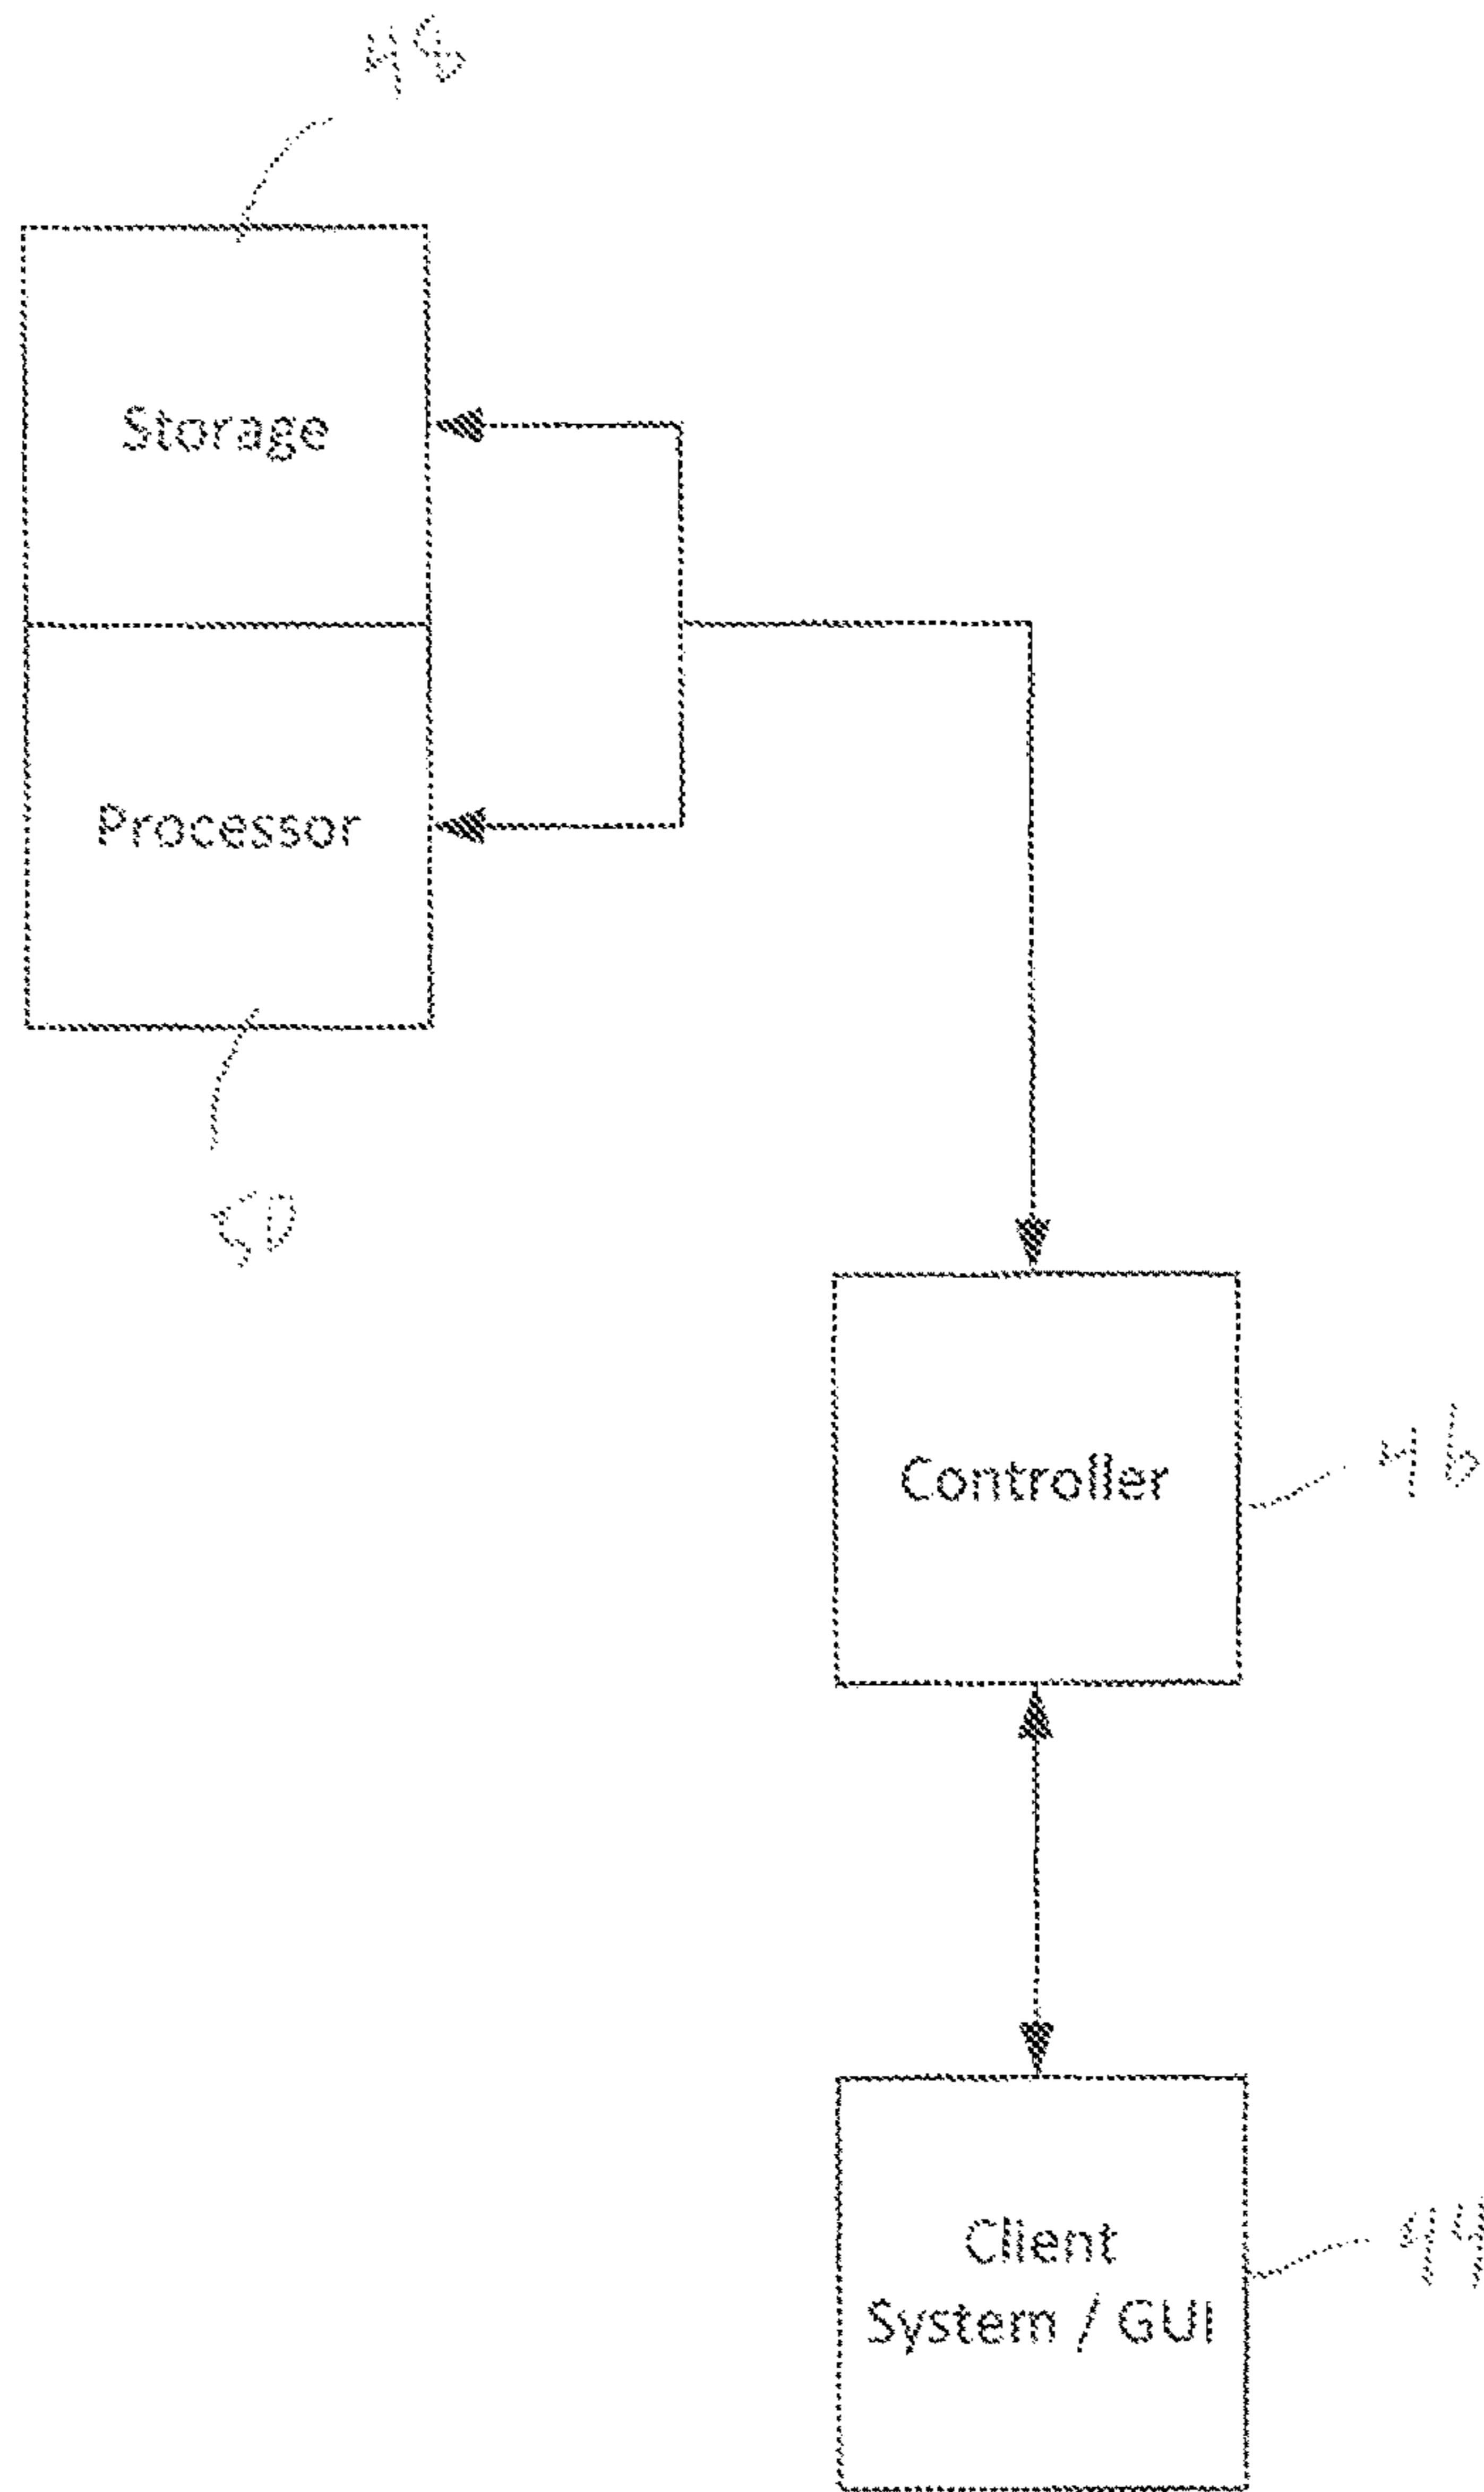 48
Storage
Processor
50
Controller
46
Client
System / GUI
44